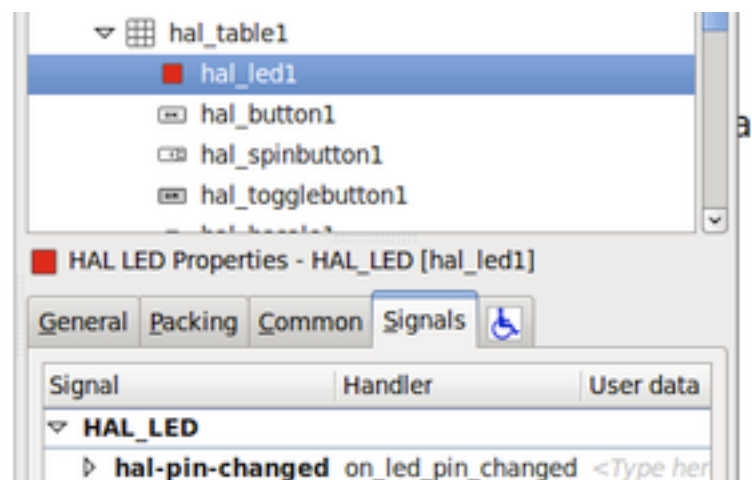 hal_table1
hal_led1
hal_button1
hal_spinbutton1
hal_togglebutton1
HAL LED Properties - HAL_LED [hal_led1]
General Packing Common Signals
Signal Handler User data
HAL_LED
hal-pin-changed on_led_pin_changed <Type her